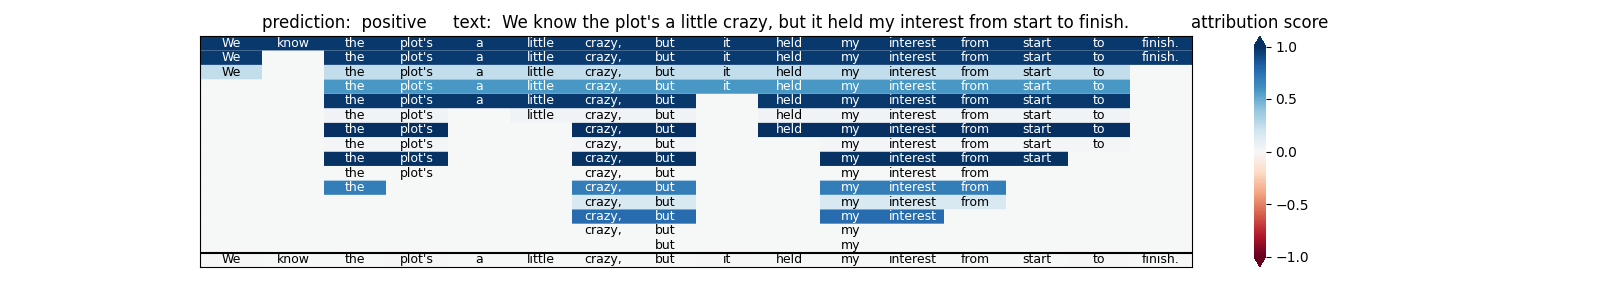 prediction:  positive     text:  We know the plot's a little crazy, but it held my interest from start to finish.     attribution score
We know the plot's a little crazy, but it held my interest from start to finish.
We the plot's a little crazy, but it held my interest from start to finish.
We the plot's a little crazy, but it held my interest from start to
the plot's a little crazy, but it held my interest from start to
the plot's a little crazy, but held my interest from start to
the plot's little crazy, but held my interest from start to
the plot's crazy, but held my interest from start to
the plot's crazy, but my interest from start to
the plot's crazy, but my interest from start
the plot's crazy, but my interest from
the crazy, but my interest from
crazy, but my interest from
crazy, but my interest
crazy, but my
but my
We know the plot's a little crazy, but it held my interest from start to finish.
1.0
0.5
0.0
−0.5
−1.0